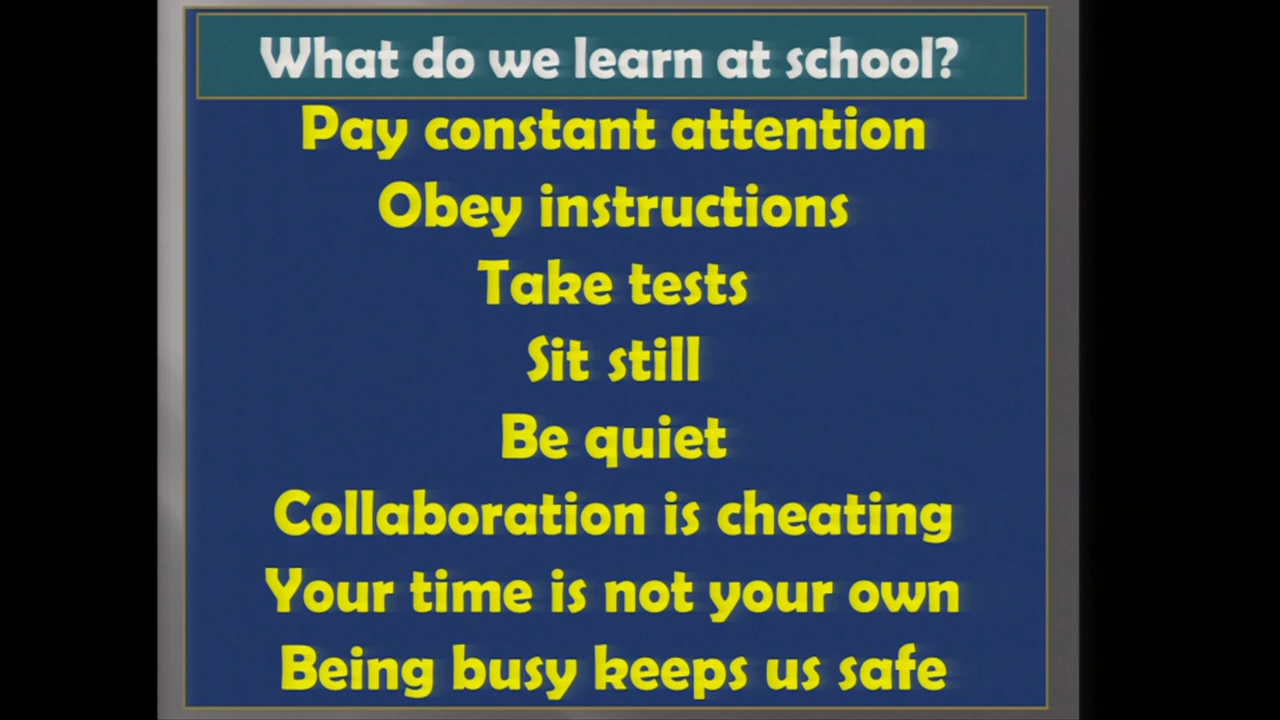 What do we learn at school?
Pay constant attention
Obey instructions
Take tests
Sit still
Be quiet
Collaboration is cheating
Your time is not your own
Being busy keeps us safe